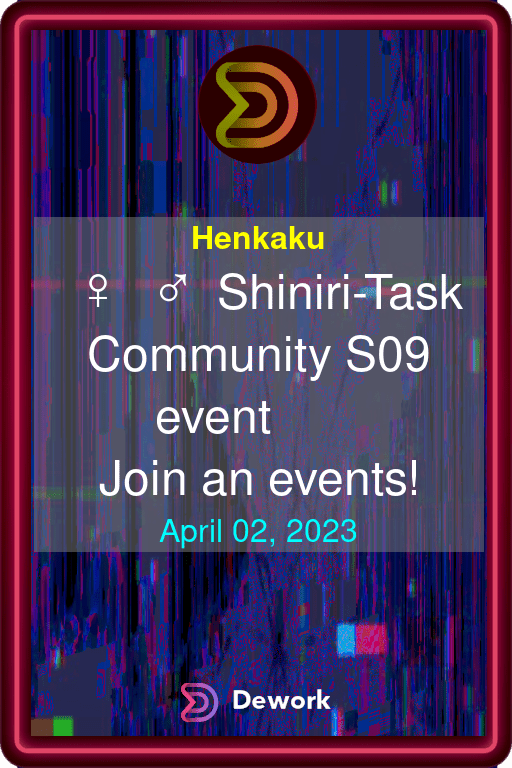 Henkaku
♀ ♂ Shiniri-Task
Community S09
event
Join an events!
April 02, 2023
Dework